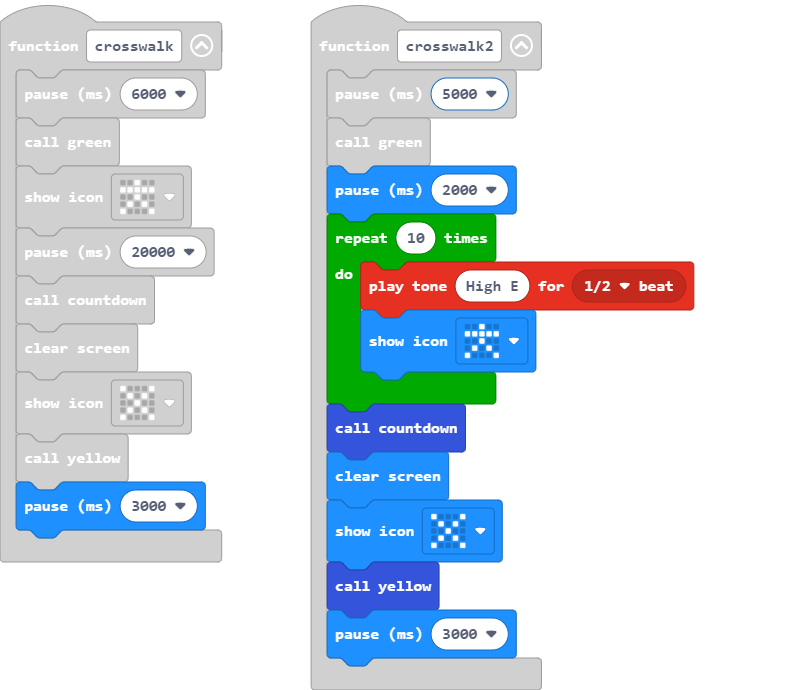 function crosswalk
pause (ms) 6000
call green
show icon
pause (ms) 20000
call countdown
clear screen
show icon
call yellow
pause (ms) 3000
function crosswalk2
pause (ms) 5000
call green
pause (ms) 2000
repeat 10 times
do
play tone High E for 1/2 beat
show icon
call countdown
clear screen
show icon
call yellow
pause (ms) 3000